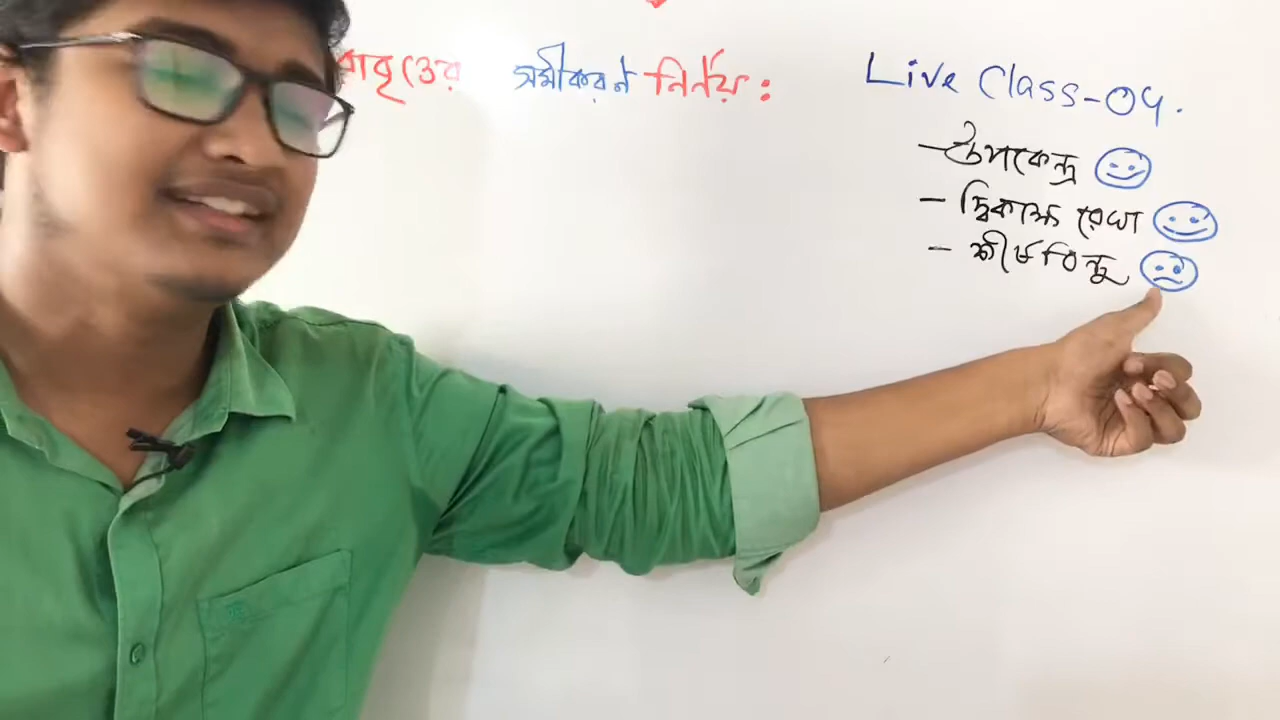 সমীকরণ নির্ণয় :
Live Class-04.
- উপকেন্দ্র
- দ্বিকাক্ষ রেখা
- শীর্ষবিন্দু